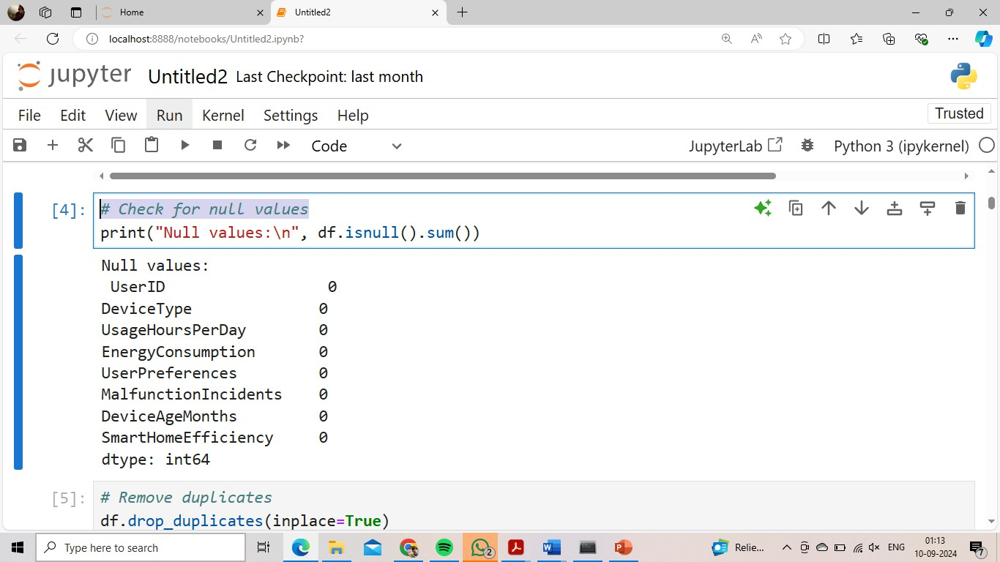 Home
Untitled2
localhost:8888/notebooks/Untitled2.ipynb?
jupyter Untitled2 Last Checkpoint: last month
File Edit View Run Kernel Settings Help Trusted
Code JupyterLab Python 3 (ipykernel)
[4]: # Check for null values
print("Null values:\n", df.isnull().sum())
Null values:
UserID 0
DeviceType 0
UsageHoursPerDay 0
EnergyConsumption 0
UserPreferences 0
MalfunctionIncidents 0
DeviceAgeMonths 0
SmartHomeEfficiency 0
dtype: int64
[5]: # Remove duplicates
df.drop_duplicates(inplace=True)
Type here to search
2
Relie...
ENG
01:13
10-09-2024
7